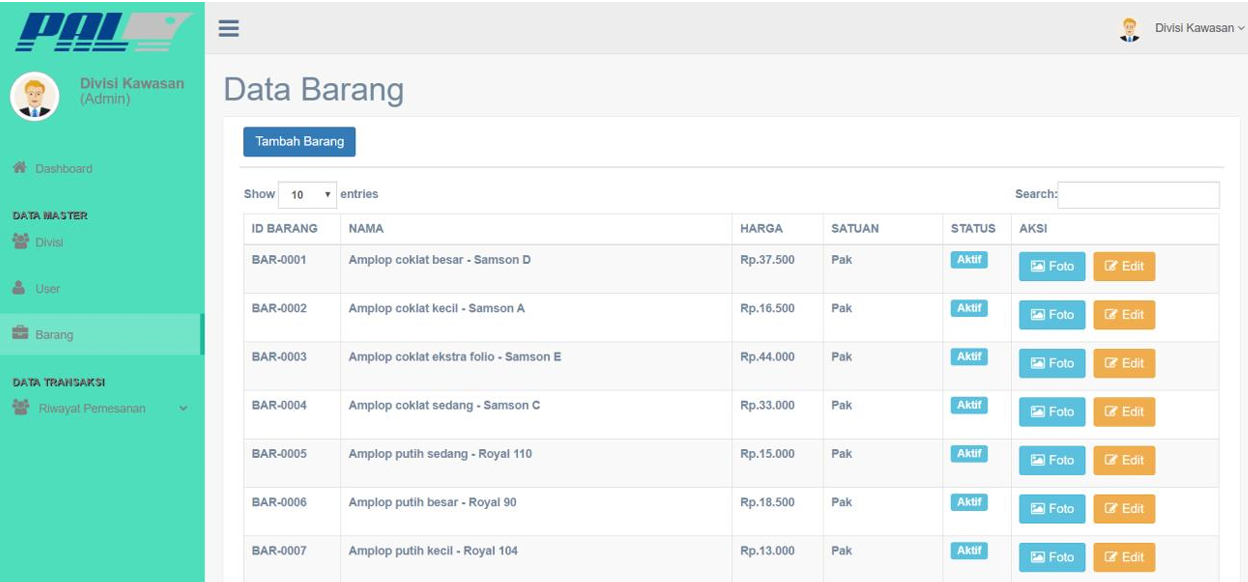 PAL
Divisi Kawasan
Divisi Kawasan
(Admin)
Dashboard
DATA MASTER
Divisi
User
Barang
DATA TRANSAKSI
Riwayat Pemesanan
Data Barang
Tambah Barang
Show 10 entries Search:
ID BARANG NAMA HARGA SATUAN STATUS AKSI
BAR-0001 Amplop coklat besar - Samson D Rp.37.500 Pak Aktif Foto Edit
BAR-0002 Amplop coklat kecil - Samson A Rp.16.500 Pak Aktif Foto Edit
BAR-0003 Amplop coklat ekstra folio - Samson E Rp.44.000 Pak Aktif Foto Edit
BAR-0004 Amplop coklat sedang - Samson C Rp.33.000 Pak Aktif Foto Edit
BAR-0005 Amplop putih sedang - Royal 110 Rp.15.000 Pak Aktif Foto Edit
BAR-0006 Amplop putih besar - Royal 90 Rp.18.500 Pak Aktif Foto Edit
BAR-0007 Amplop putih kecil - Royal 104 Rp.13.000 Pak Aktif Foto Edit